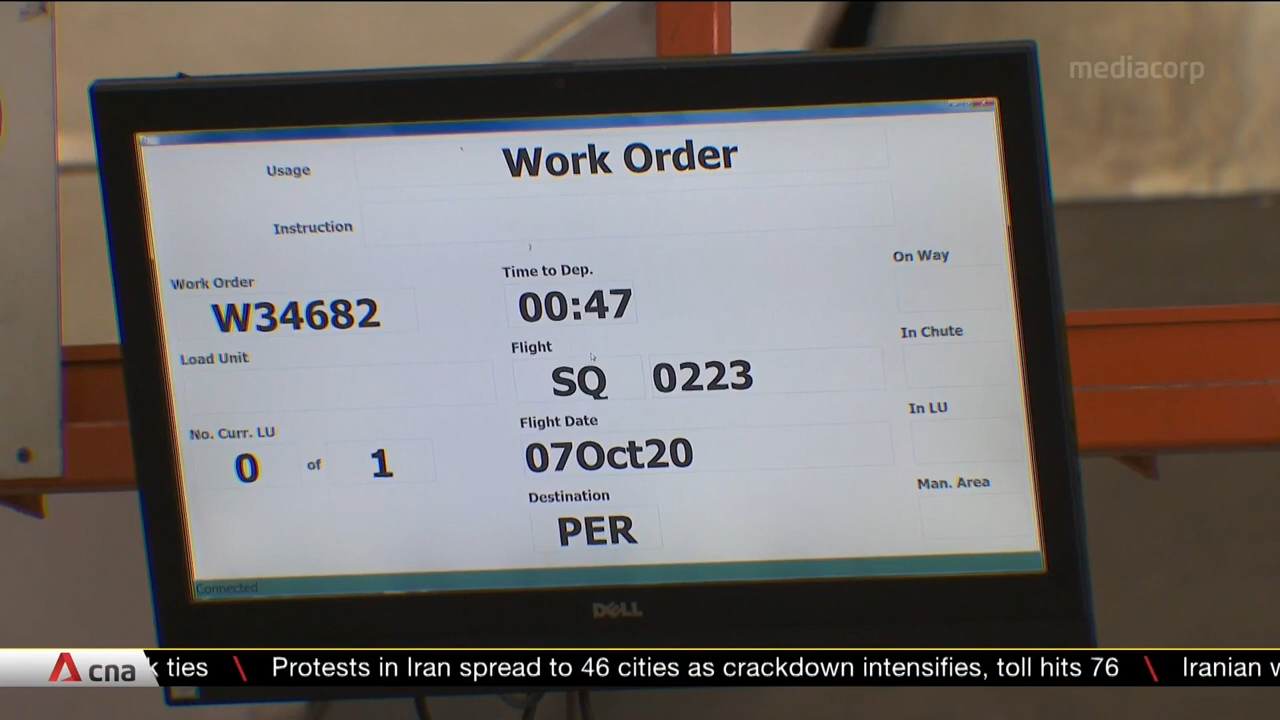 mediacorp
Usage Work Order
Instruction
Work Order Time to Dep. On Way
W34682 00:47
Load Unit Flight In Chute
SQ 0223
No. Curr. LU Flight Date In LU
0 of 1 07Oct20
Destination Man. Area
PER
Connected
DELL
cna k ties \ Protests in Iran spread to 46 cities as crackdown intensifies, toll hits 76 \ Iranian w